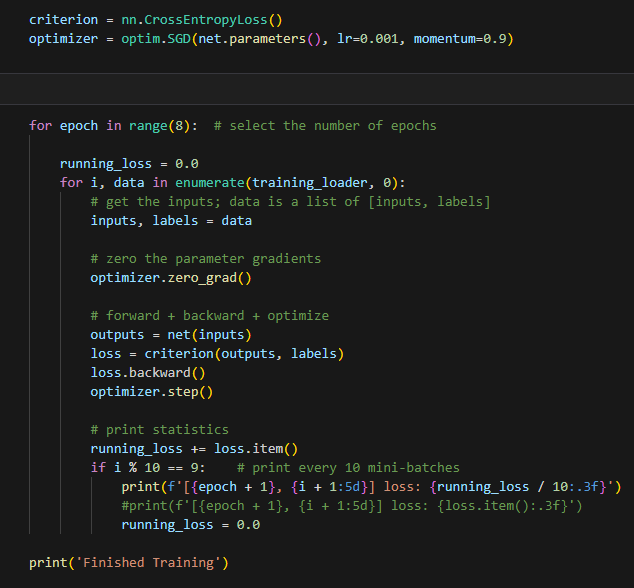 criterion = nn.CrossEntropyLoss()
optimizer = optim.SGD(net.parameters(), lr=0.001, momentum=0.9)
for epoch in range(8):  # select the number of epochs
    running_loss = 0.0
    for i, data in enumerate(training_loader, 0):
        # get the inputs; data is a list of [inputs, labels]
        inputs, labels = data
        # zero the parameter gradients
        optimizer.zero_grad()
        # forward + backward + optimize
        outputs = net(inputs)
        loss = criterion(outputs, labels)
        loss.backward()
        optimizer.step()
        # print statistics
        running_loss += loss.item()
        if i % 10 == 9:    # print every 10 mini-batches
            print(f'[{epoch + 1}, {i + 1:5d}] loss: {running_loss / 10:.3f}')
            #print(f'[{epoch + 1}, {i + 1:5d}] loss: {loss.item():.3f}')
            running_loss = 0.0
print('Finished Training')